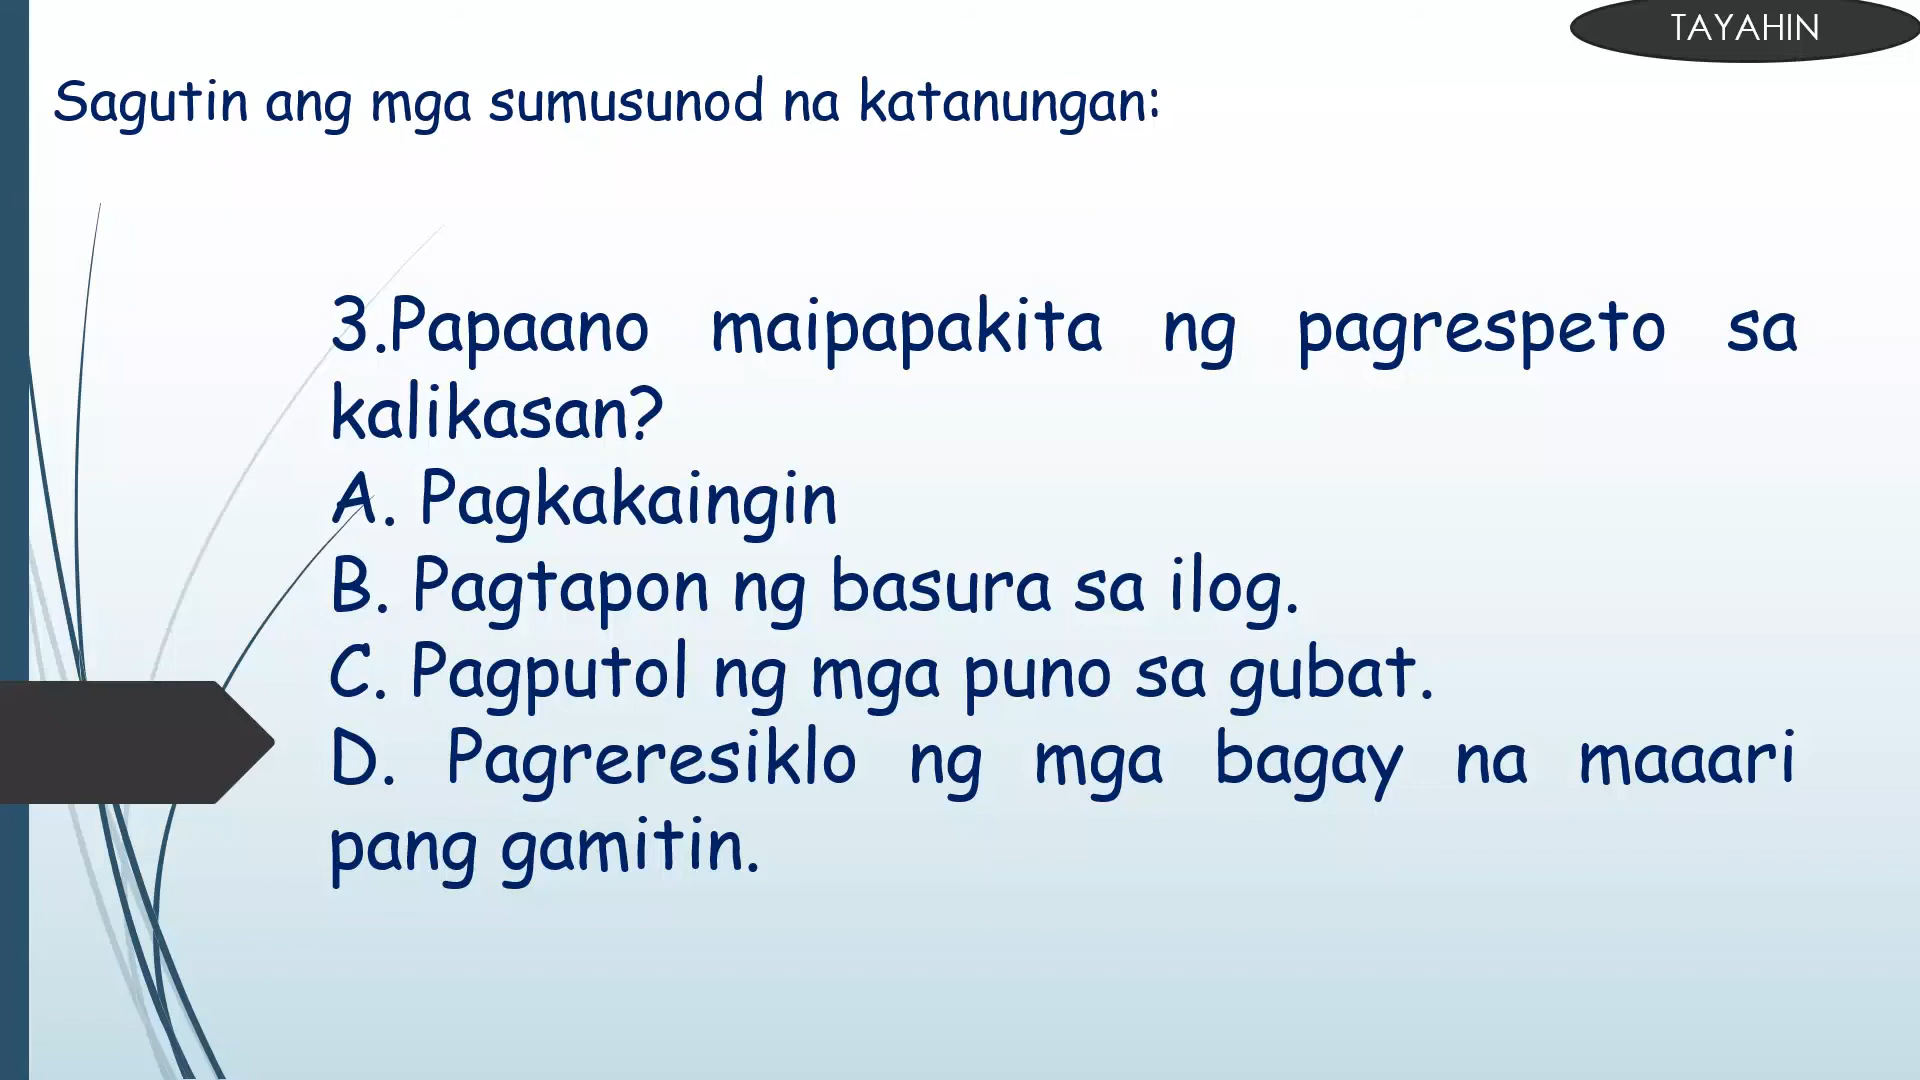 TAYAHIN
Sagutin ang mga sumusunod na katanungan:
3.Papaano maipapakita ng pagrespeto sa
kalikasan?
A. Pagkakaingin
B. Pagtapon ng basura sa ilog.
C. Pagputol ng mga puno sa gubat.
D. Pagreresiklo ng mga bagay na maaari
pang gamitin.